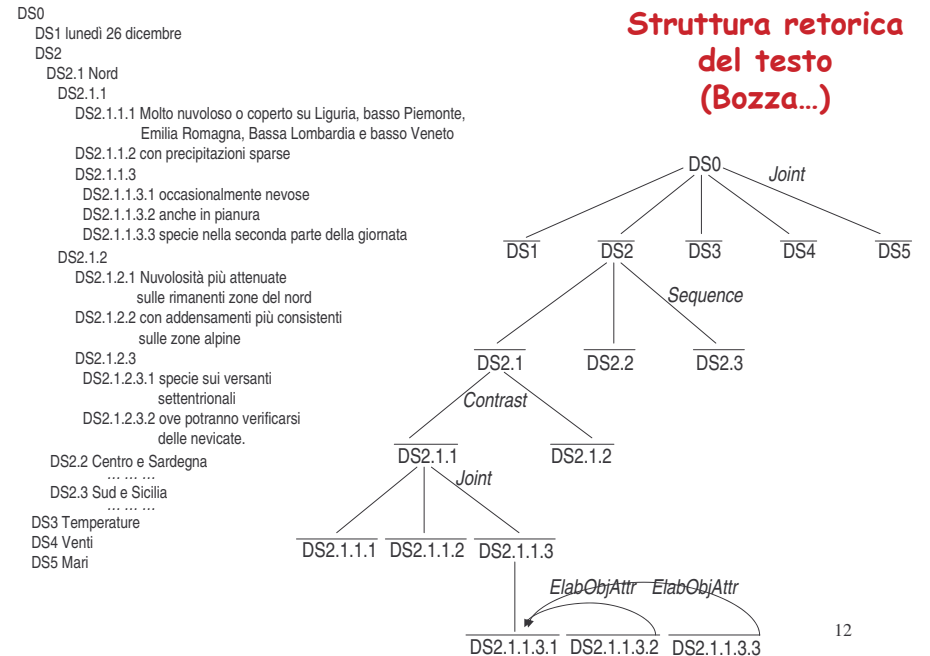 DS0
DS1 lunedì 26 dicembre
DS2
DS2.1 Nord
DS2.1.1
DS2.1.1.1 Molto nuvoloso o coperto su Liguria, basso Piemonte,
Emilia Romagna, Bassa Lombardia e basso Veneto
DS2.1.1.2 con precipitazioni sparse
DS2.1.1.3
DS2.1.1.3.1 occasionalmente nevose
DS2.1.1.3.2 anche in pianura
DS2.1.1.3.3 specie nella seconda parte della giornata
DS2.1.2
DS2.1.2.1 Nuvolosità più attenuate
sulle rimanenti zone del nord
DS2.1.2.2 con addensamenti più consistenti
sulle zone alpine
DS2.1.2.3
DS2.1.2.3.1 specie sui versanti
settentrionali
DS2.1.2.3.2 ove potranno verificarsi
delle nevicate.
DS2.2 Centro e Sardegna
... ... ...
DS2.3 Sud e Sicilia
... ... ...
DS3 Temperature
DS4 Venti
DS5 Mari
Struttura retorica
del testo
(Bozza...)
DS0
Joint
DS1 DS2 DS3 DS4 DS5
Sequence
DS2.1 DS2.2 DS2.3
Contrast
DS2.1.1 DS2.1.2
Joint
DS2.1.1.1 DS2.1.1.2 DS2.1.1.3
ElabObjAttr ElabObjAttr
DS2.1.1.3.1 DS2.1.1.3.2 DS2.1.1.3.3
12